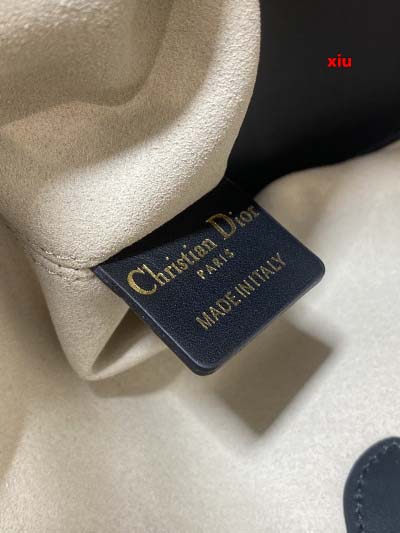 xiu
Christian Dior
PARIS
MADE IN ITALY